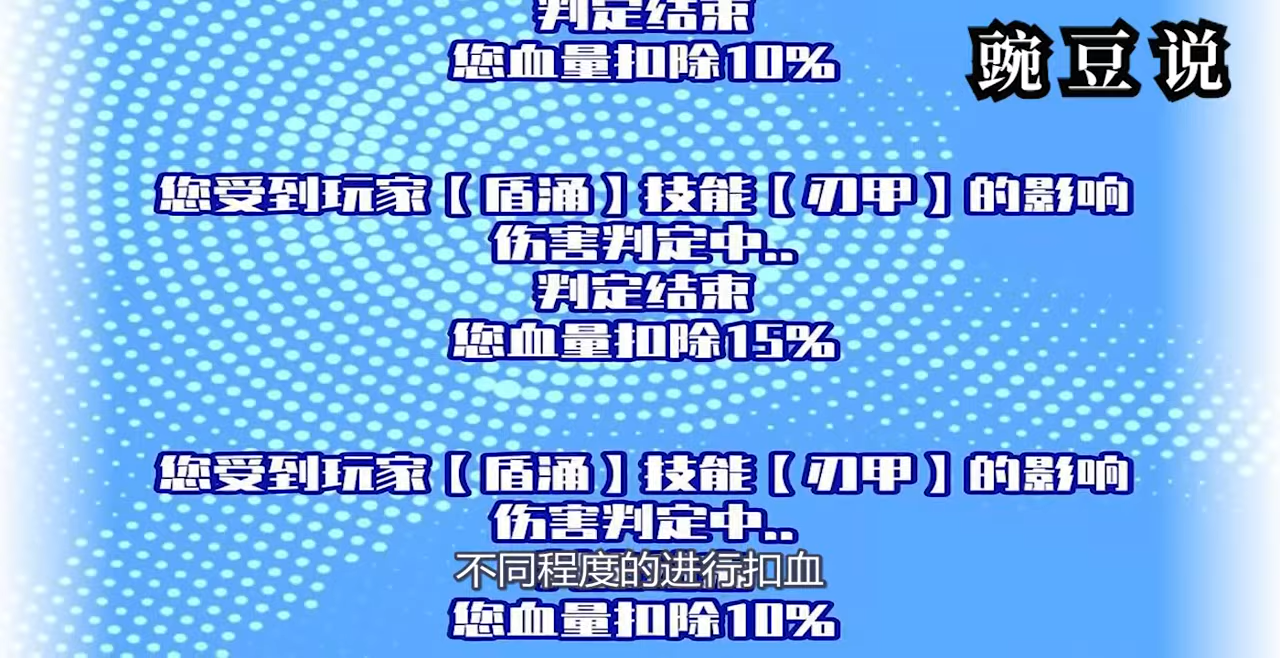 判定结束
您血量扣除10%
豌豆说
您受到玩家【盾涌】技能【刃甲】的影响
伤害判定中..
判定结束
您血量扣除15%
您受到玩家【盾涌】技能【刃甲】的影响
伤害判定中..
不同程度的进行扣血
您血量扣除10%